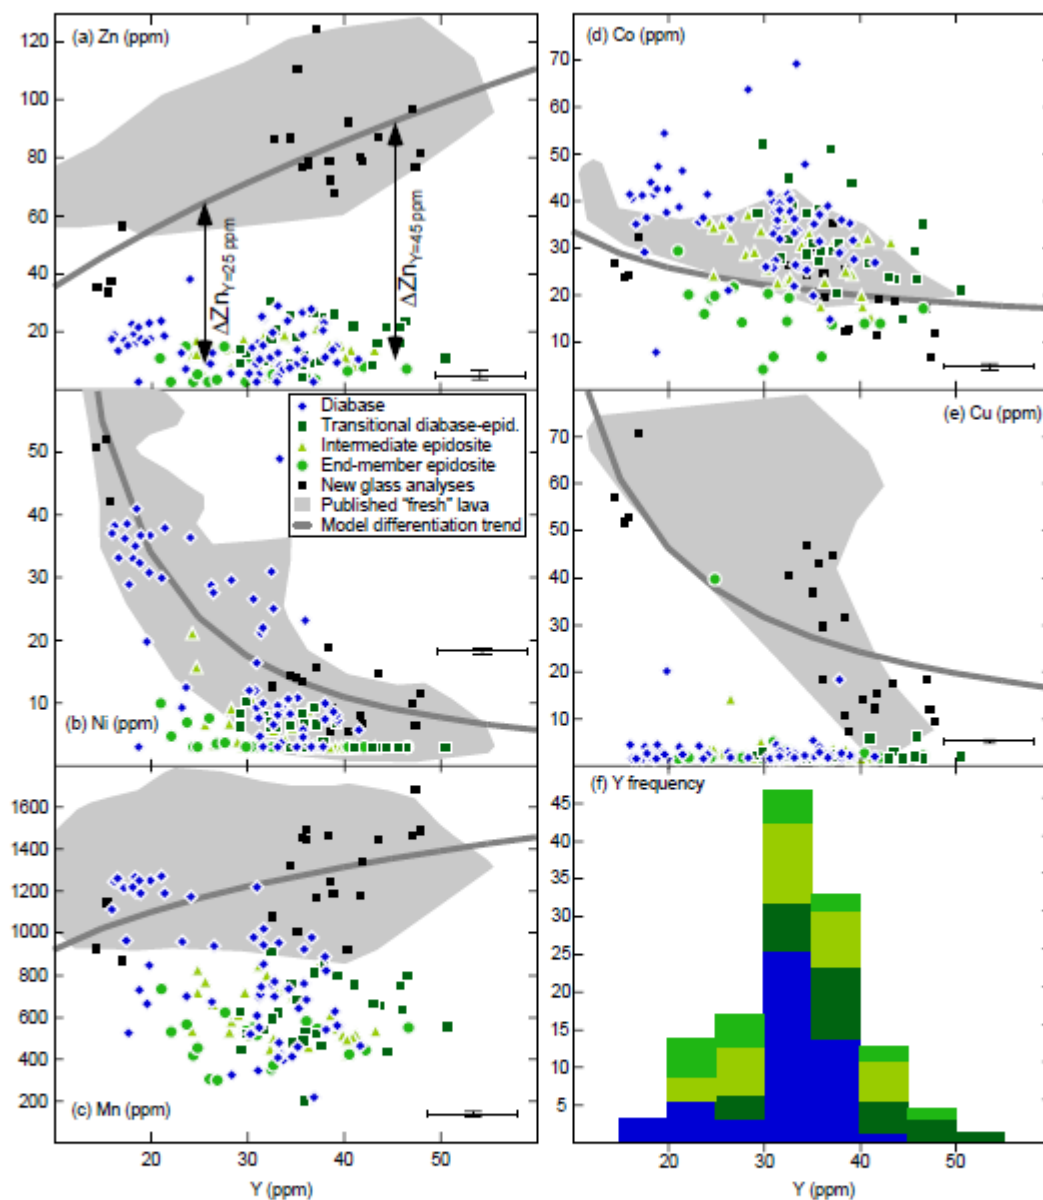 (a) Zn (ppm)
120
100
80
60
40
20
ΔZn Y=25 ppm
ΔZn Y=45 ppm
(d) Co (ppm)
70
60
50
40
30
20
10
(b) Ni (ppm)
50
40
30
20
10
Diabase
Transitional diabase-epid.
Intermediate epidosite
End-member epidosite
New glass analyses
Published "fresh" lava
Model differentiation trend
(e) Cu (ppm)
70
60
50
40
30
20
10
(c) Mn (ppm)
1600
1400
1200
1000
800
600
400
200
20 30 40 50
Y (ppm)
(f) Y frequency
45
40
35
30
25
20
15
10
5
20 30 40 50
Y (ppm)